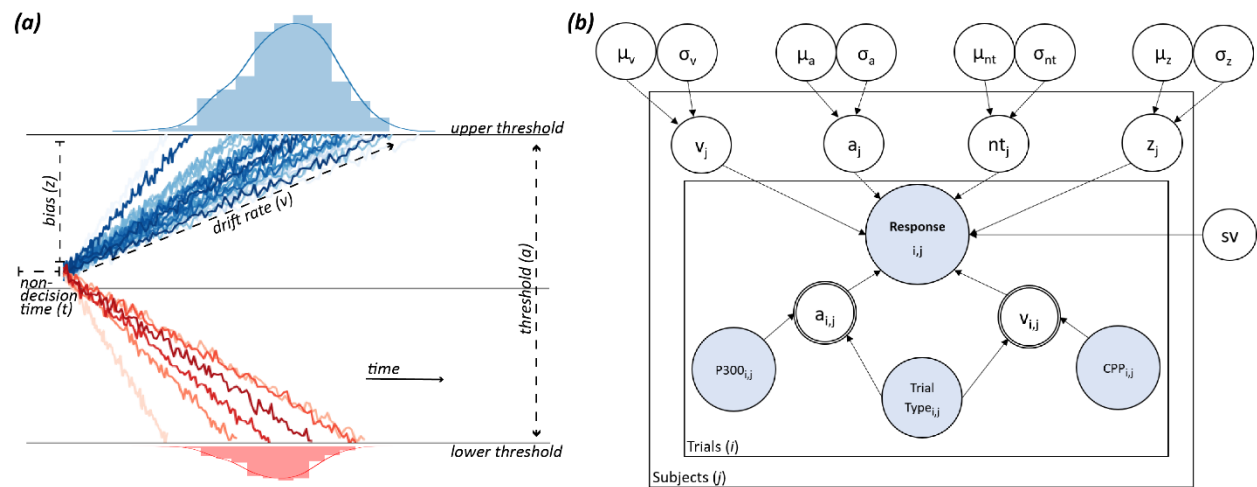 (a)
upper threshold
bias (z)
drift rate (v)
threshold (a)
non-
decision
time (t)
time
lower threshold
(b)
μv σv μa σa μnt σnt μz σz
vj aj ntj zj
Response
i,j
sv
ai,j vi,j
P300i,j
Trial
Typei,j
CPPi,j
Trials (i)
Subjects (j)